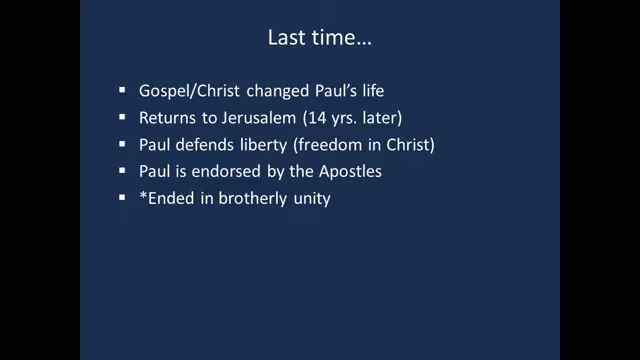 Last time…
▪ Gospel/Christ changed Paul’s life
▪ Returns to Jerusalem (14 yrs. later)
▪ Paul defends liberty (freedom in Christ)
▪ Paul is endorsed by the Apostles
▪ *Ended in brotherly unity